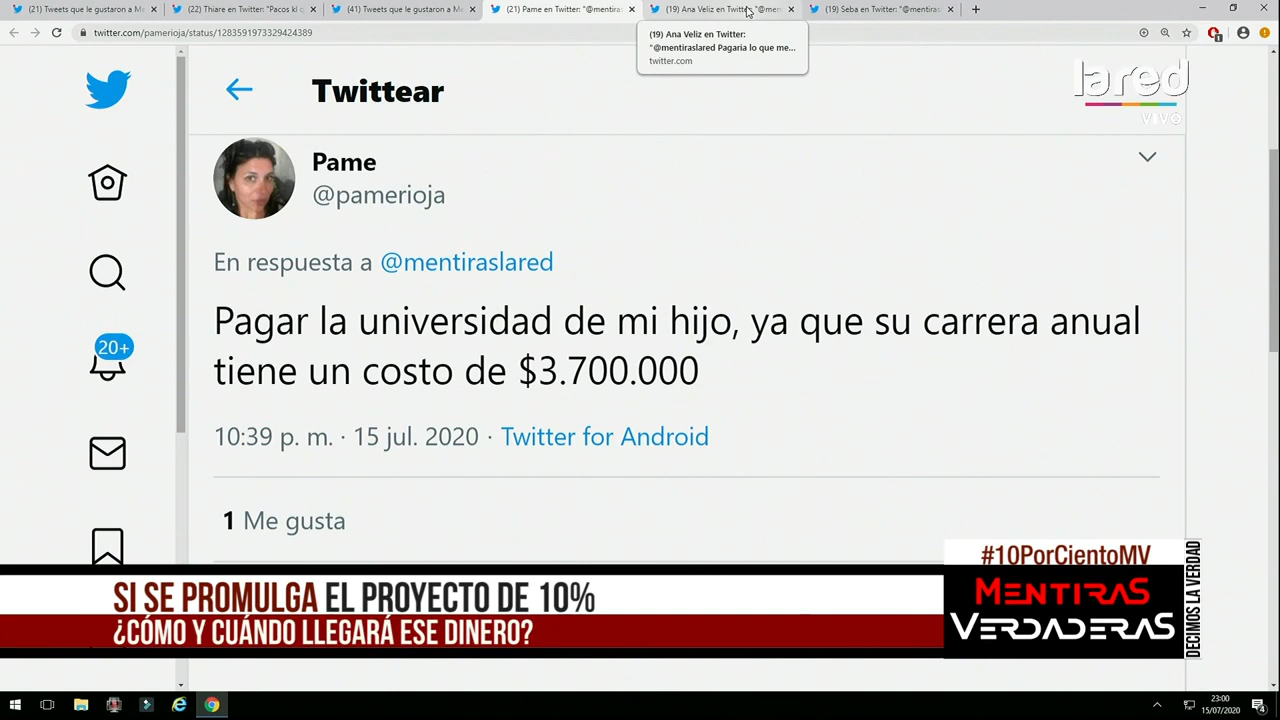 (21) Tweets que le gustaron a Me
(22) Thiare en Twitter: "Pacos kl q
(41) Tweets que le gustaron a Me
(21) Pame en Twitter: "@mentiras
(19) Ana Veliz en Twitter: "@men
(19) Seba en Twitter: "@mentiras
twitter.com/pamerioja/status/1283591973329424389
(19) Ana Veliz en Twitter:
"@mentiraslared Pagaria lo que me...
twitter.com
lared
VIVO
Twittear
Pame
@pamerioja
En respuesta a @mentiraslared
Pagar la universidad de mi hijo, ya que su carrera anual
tiene un costo de $3.700.000
20+
10:39 p. m. · 15 jul. 2020 · Twitter for Android
1 Me gusta
#10PorCientoMV
SI SE PROMULGA EL PROYECTO DE 10%
¿CÓMO Y CUÁNDO LLEGARÁ ESE DINERO?
MENTIRAS
VERDADERAS
DECIMOS LA VERDAD
23:00
15/07/2020
4